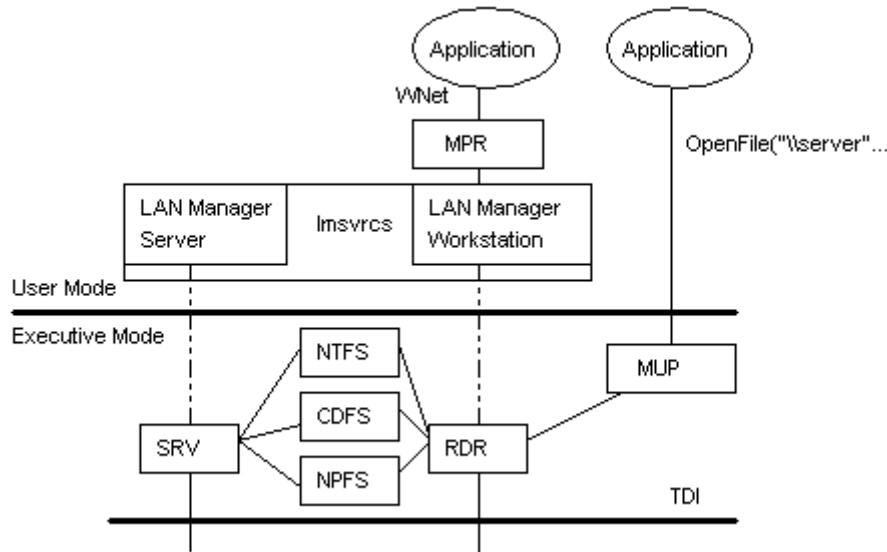 Application
Application
WNet
MPR
OpenFile("\\server"...
LAN Manager
Server
lmsvrcs
LAN Manager
Workstation
User Mode
Executive Mode
NTFS
MUP
CDFS
SRV
RDR
NPFS
TDI